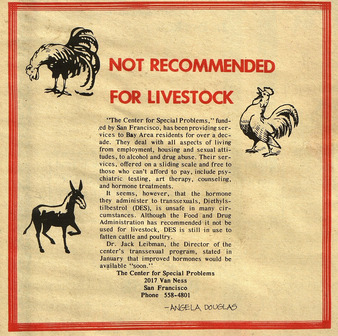 NOT RECOMMENDED
FOR LIVESTOCK
"The Center for Special Problems," fund-
ed by San Francisco, has been providing ser-
vices to Bay Area residents for over a dec-
ade. They deal with all aspects of living
from employment, housing and sexual atti-
tudes, to alcohol and drug abuse. Their ser-
vices, offered on a sliding scale and free to
those who can't afford to pay, include psy-
chiatric testing, art therapy, counseling,
and hormone treatments.
It seems, however, that the hormone
they administer to transsexuals, Diethyls-
tilbestrol (DES), is unsafe in many cir-
cumstances. Although the Food and Drug
Administration has recommended it not be
used for livestock, DES is still in use to
fatten cattle and poultry.
Dr. Jack Leibman, the Director of the
center's transsexual program, stated in
January that improved hormones would be
available "soon."
The Center for Special Problems
2017 Van Ness
San Francisco
Phone 558-4801
-ANGELA DOUGLAS